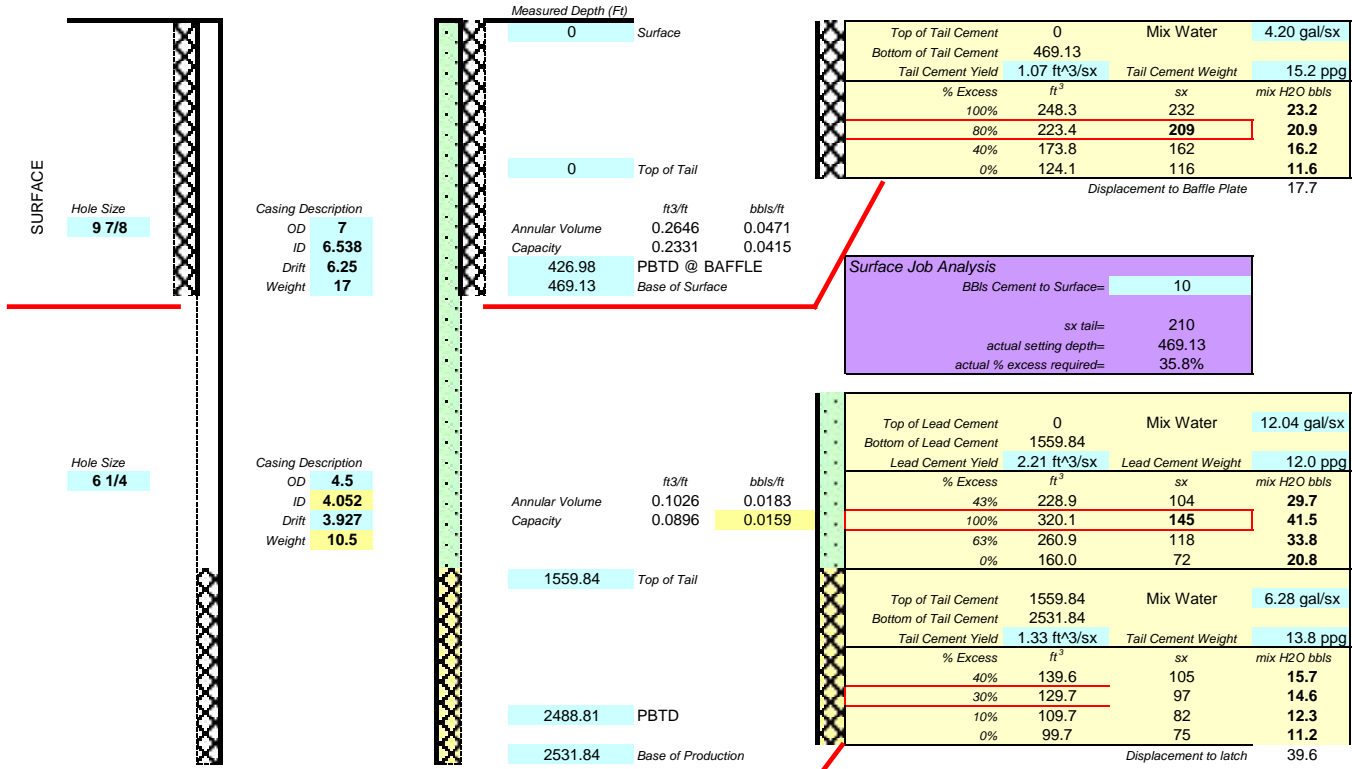 Measured Depth (Ft)
0 Surface
Top of Tail Cement 0 Mix Water 4.20 gal/sx
Bottom of Tail Cement 469.13
Tail Cement Yield 1.07 ft^3/sx Tail Cement Weight 15.2 ppg
% Excess ft³ sx mix H2O bbls
100% 248.3 232 23.2
80% 223.4 209 20.9
40% 173.8 162 16.2
0% 124.1 116 11.6
Displacement to Baffle Plate 17.7
0 Top of Tail
SURFACE
Hole Size
9 7/8
Casing Description
OD 7
ID 6.538
Drift 6.25
Weight 17
ft3/ft bbls/ft
Annular Volume 0.2646 0.0471
Capacity 0.2331 0.0415
426.98 PBTD @ BAFFLE
469.13 Base of Surface
Surface Job Analysis
BBls Cement to Surface= 10
sx tail= 210
actual setting depth= 469.13
actual % excess required= 35.8%
Hole Size
6 1/4
Casing Description
OD 4.5
ID 4.052
Drift 3.927
Weight 10.5
ft3/ft bbls/ft
Annular Volume 0.1026 0.0183
Capacity 0.0896 0.0159
Top of Lead Cement 0 Mix Water 12.04 gal/sx
Bottom of Lead Cement 1559.84
Lead Cement Yield 2.21 ft^3/sx Lead Cement Weight 12.0 ppg
% Excess ft³ sx mix H2O bbls
43% 228.9 104 29.7
100% 320.1 145 41.5
63% 260.9 118 33.8
0% 160.0 72 20.8
1559.84 Top of Tail
Top of Tail Cement 1559.84 Mix Water 6.28 gal/sx
Bottom of Tail Cement 2531.84
Tail Cement Yield 1.33 ft^3/sx Tail Cement Weight 13.8 ppg
% Excess ft³ sx mix H2O bbls
40% 139.6 105 15.7
30% 129.7 97 14.6
10% 109.7 82 12.3
0% 99.7 75 11.2
2488.81 PBTD
2531.84 Base of Production
Displacement to latch 39.6